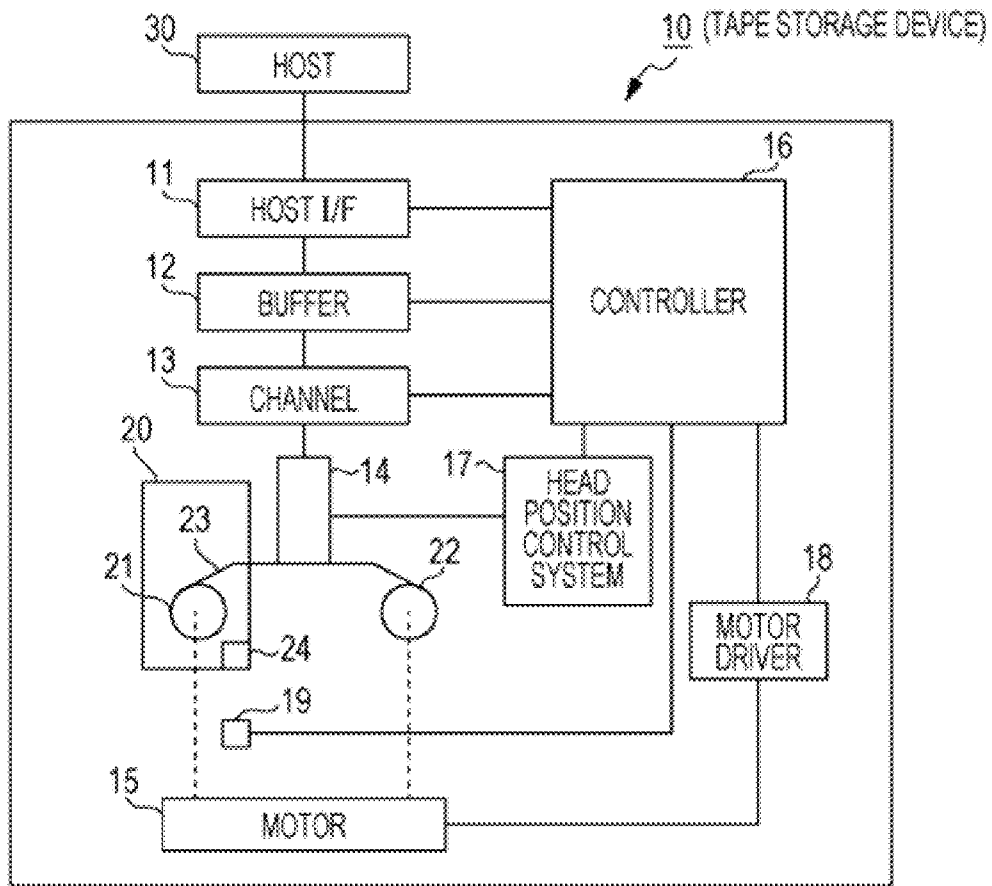 10 (TAPE STORAGE DEVICE)
30
HOST
16
11
HOST I/F
12
BUFFER
CONTROLLER
13
CHANNEL
20
14
17
HEAD
POSITION
CONTROL
SYSTEM
23
21
22
18
MOTOR
DRIVER
24
19
15
MOTOR